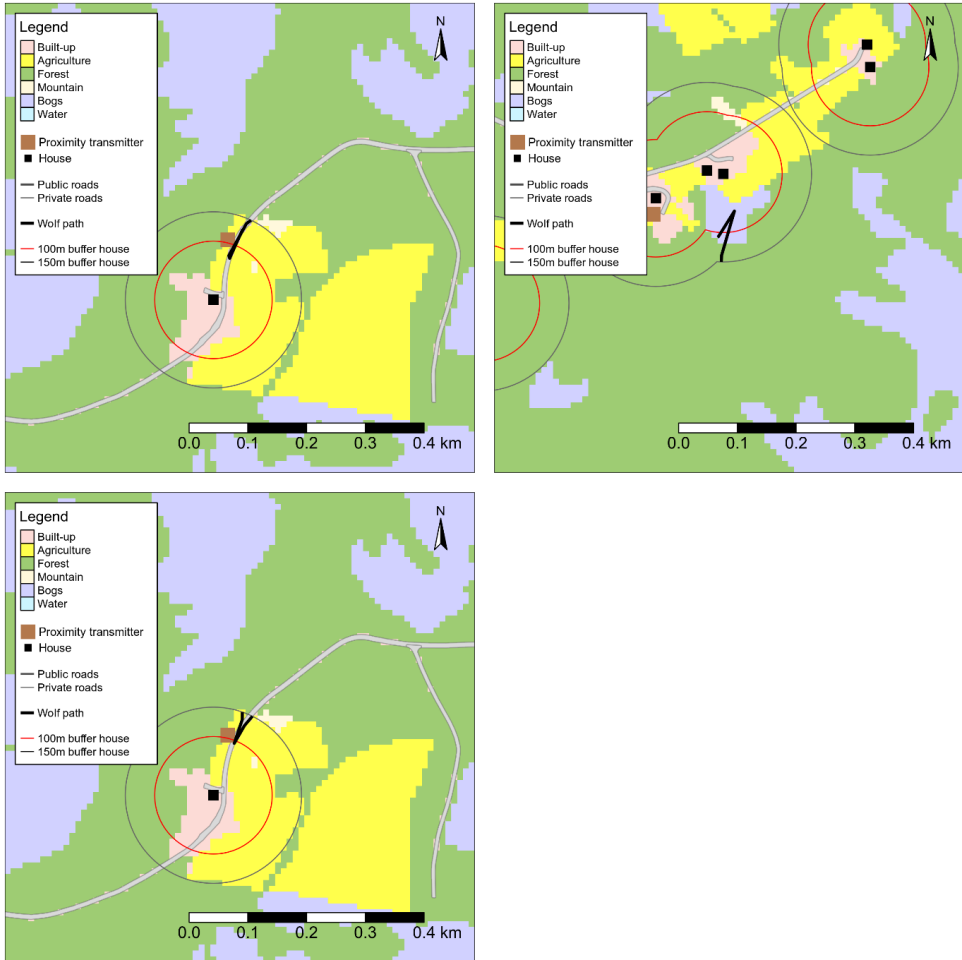 Legend
Built-up
Agriculture
Forest
Mountain
Bogs
Water
Proximity transmitter
House
Public roads
Private roads
Wolf path
100m buffer house
150m buffer house
N
0.0 0.1 0.2 0.3 0.4 km
Legend
Built-up
Agriculture
Forest
Mountain
Bogs
Water
Proximity transmitter
House
Public roads
Private roads
Wolf path
100m buffer house
150m buffer house
N
0.0 0.1 0.2 0.3 0.4 km
Legend
Built-up
Agriculture
Forest
Mountain
Bogs
Water
Proximity transmitter
House
Public roads
Private roads
Wolf path
100m buffer house
150m buffer house
N
0.0 0.1 0.2 0.3 0.4 km